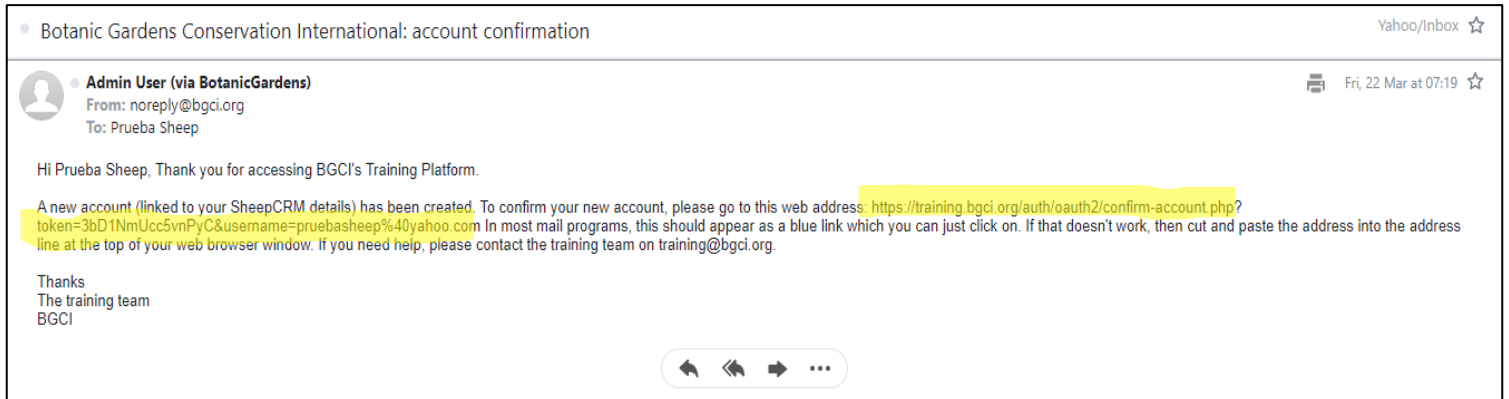 Botanic Gardens Conservation International: account confirmation
Yahoo/Inbox
Admin User (via BotanicGardens)
Fri, 22 Mar at 07:19
From: noreply@bgci.org
To: Prueba Sheep
Hi Prueba Sheep, Thank you for accessing BGCI's Training Platform.
A new account (linked to your SheepCRM details) has been created. To confirm your new account, please go to this web address: https://training.bgci.org/auth/oauth2/confirm-account.php?
token=3bD1NmUcc5vnPyC&username=pruebasheep%40yahoo.com In most mail programs, this should appear as a blue link which you can just click on. If that doesn't work, then cut and paste the address into the address
line at the top of your web browser window. If you need help, please contact the training team on training@bgci.org.
Thanks
The training team
BGCI